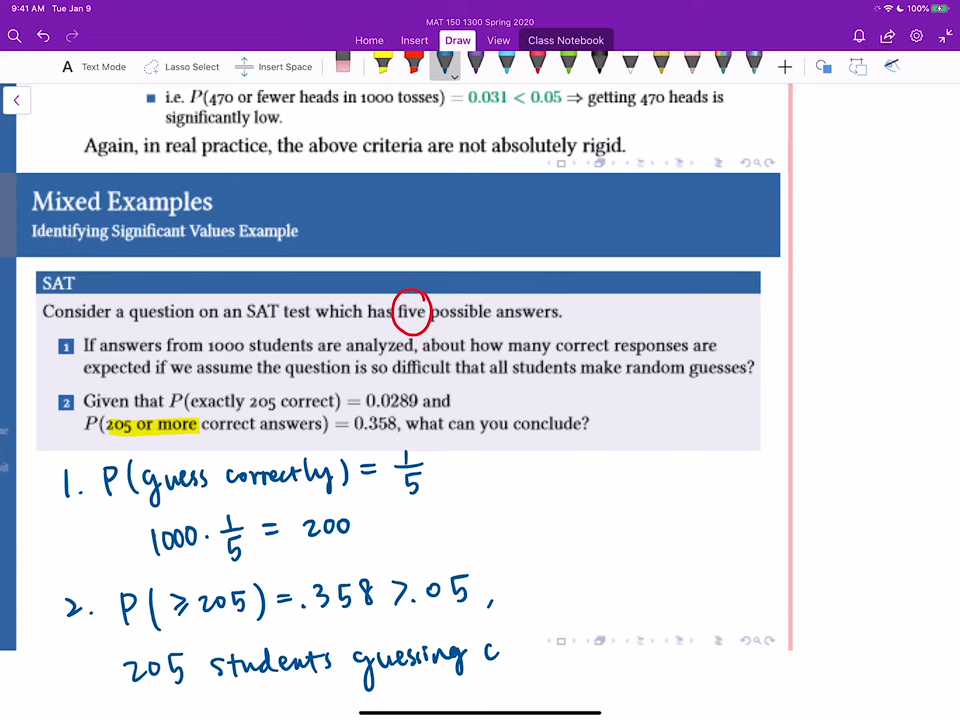 9:41 AM Tue Jan 9
100%
MAT 150 1300 Spring 2020
Home Insert Draw View Class Notebook
Text Mode Lasso Select Insert Space
i.e. P(470 or fewer heads in 1000 tosses) = 0.031 < 0.05 ⇒ getting 470 heads is
significantly low.
Again, in real practice, the above criteria are not absolutely rigid.
Mixed Examples
Identifying Significant Values Example
SAT
Consider a question on an SAT test which has five possible answers.
1 If answers from 1000 students are analyzed, about how many correct responses are
expected if we assume the question is so difficult that all students make random guesses?
2 Given that P(exactly 205 correct) = 0.0289 and
P(205 or more correct answers) = 0.358, what can you conclude?
1. P(guess correctly) = 1/5
1000 · 1/5 = 200
2. P(≥ 205) = .358 > .05 ,
205 students guessing c